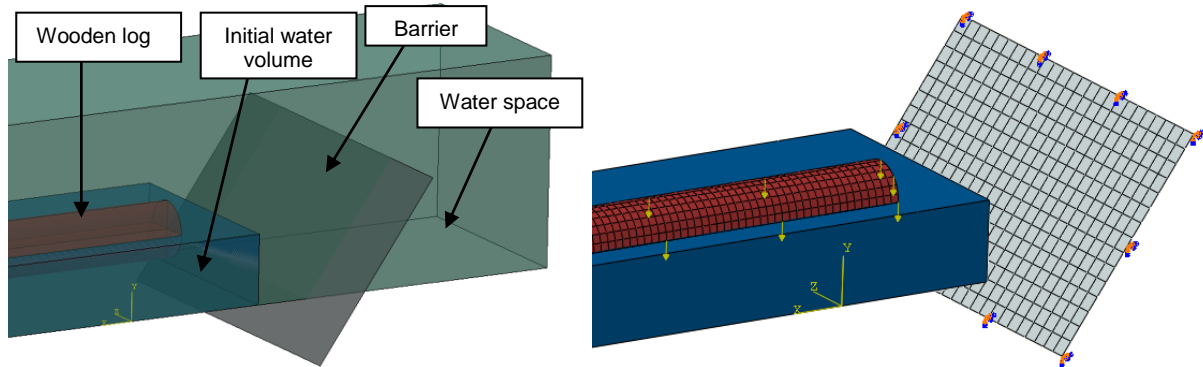 Wooden log
Initial water
volume
Barrier
Water space
Y
Z
Z
Y
Z
X